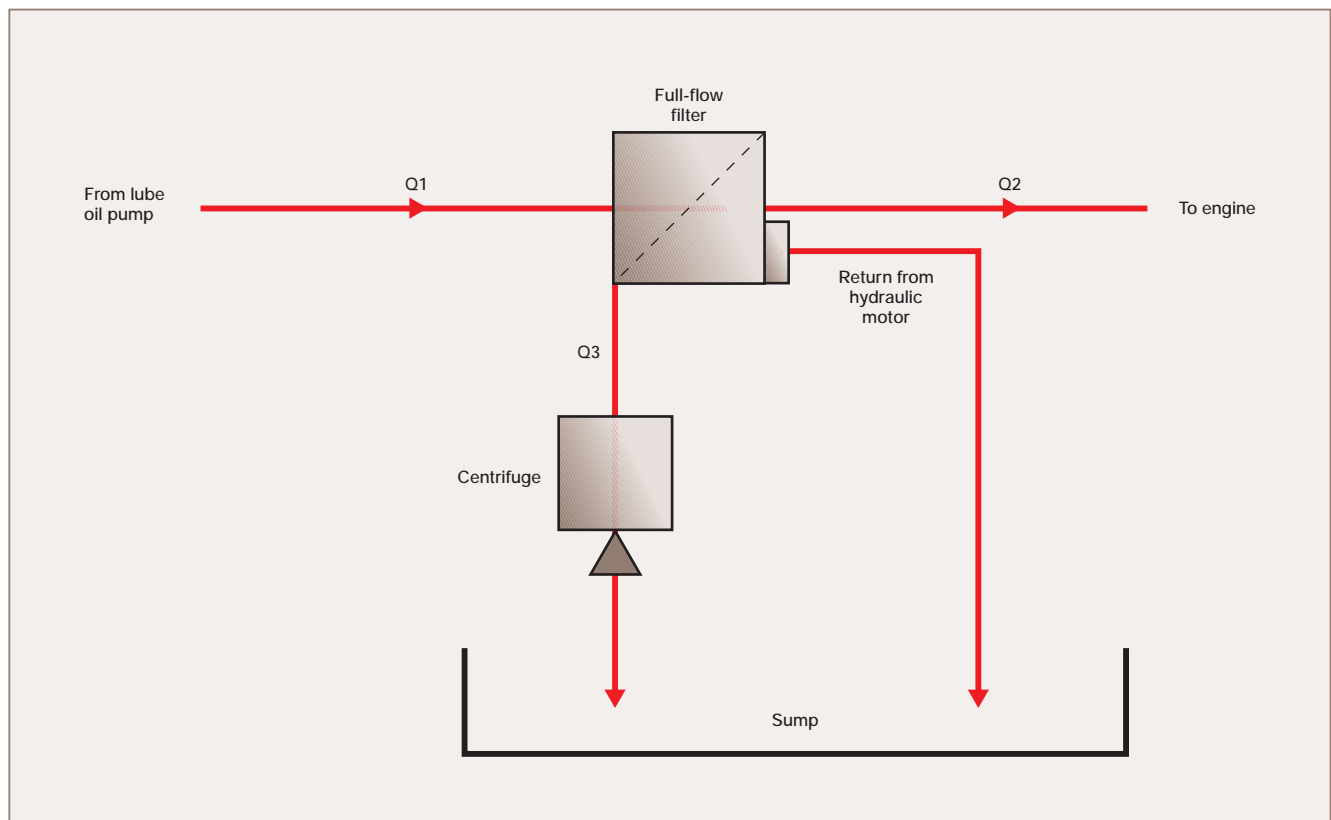 Full-flow
filter
From lube
oil pump
Q1
Q2
To engine
Return from
hydraulic
motor
Q3
Centrifuge
Sump